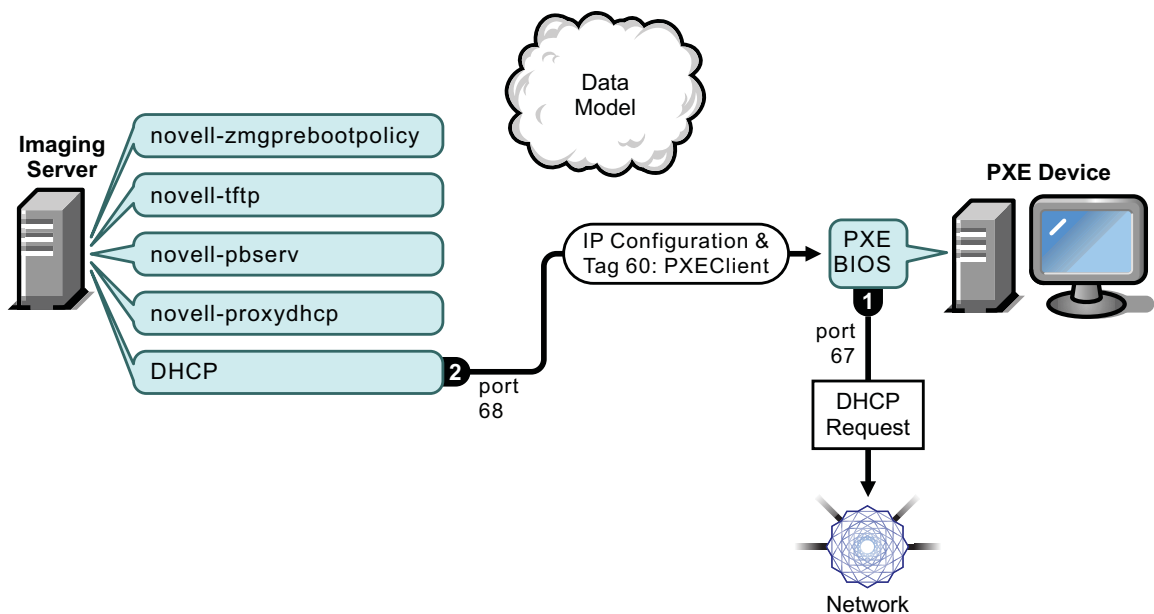 Data
Model
Imaging
Server
novell-zmgprebootpolicy
novell-tftp
novell-pbserv
novell-proxydhcp
DHCP
2
port
68
IP Configuration &
Tag 60: PXEClient
PXE
BIOS
1
PXE Device
port
67
DHCP
Request
Network